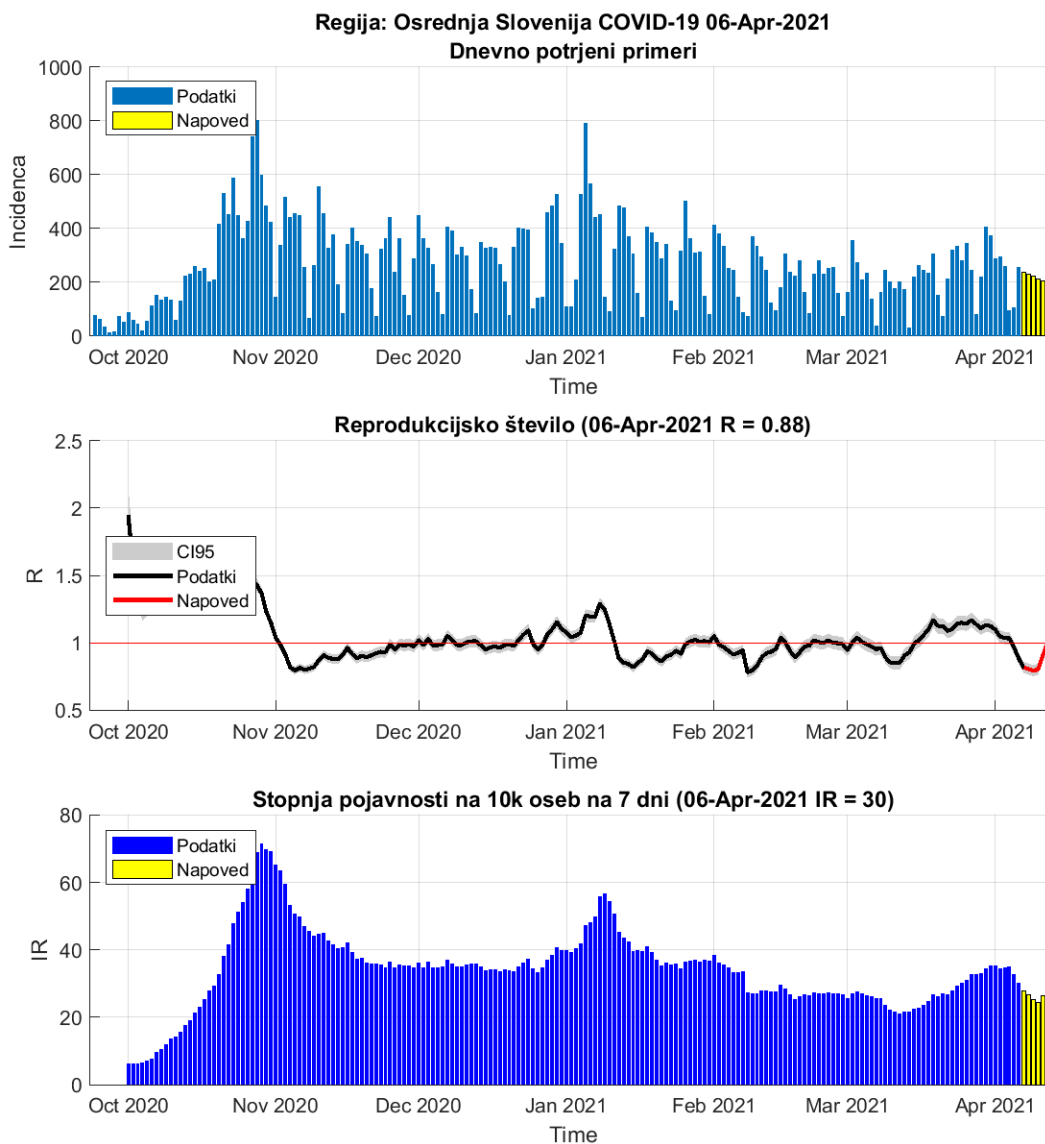 Regija: Osrednja Slovenija COVID-19 06-Apr-2021
Dnevno potrjeni primeri
1000
800
600
400
200
0
Incidenca
Podatki
Napoved
Oct 2020 Nov 2020 Dec 2020 Jan 2021 Feb 2021 Mar 2021 Apr 2021
Time
Reprodukcijsko število (06-Apr-2021 R = 0.88)
2.5
2
1.5
1
0.5
R
CI95
Podatki
Napoved
Oct 2020 Nov 2020 Dec 2020 Jan 2021 Feb 2021 Mar 2021 Apr 2021
Time
Stopnja pojavnosti na 10k oseb na 7 dni (06-Apr-2021 IR = 30)
80
60
40
20
0
IR
Podatki
Napoved
Oct 2020 Nov 2020 Dec 2020 Jan 2021 Feb 2021 Mar 2021 Apr 2021
Time